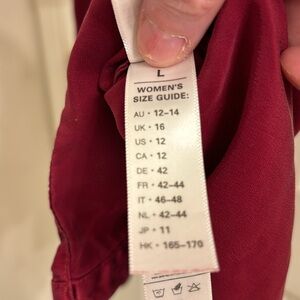 L
WOMEN'S
SIZE GUIDE:
AU • 12-14
UK • 16
US • 12
CA • 12
DE • 42
FR • 42-44
IT • 46-48
NL • 42-44
JP • 11
HK • 165-170